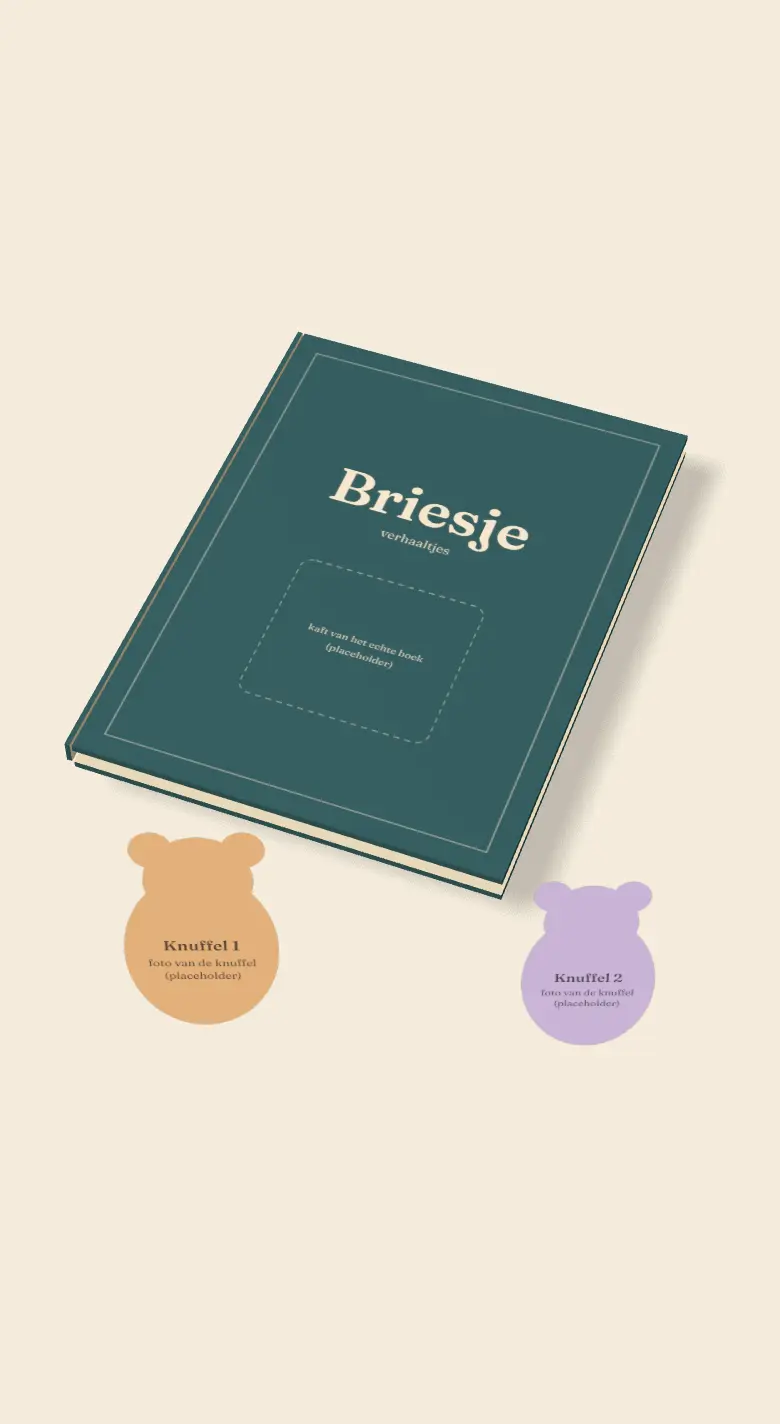 Briesje
verhaaltjes
kaft van het echte boek
(placeholder)
Knuffel 1
foto van de knuffel
(placeholder)
Knuffel 2
foto van de knuffel
(placeholder)